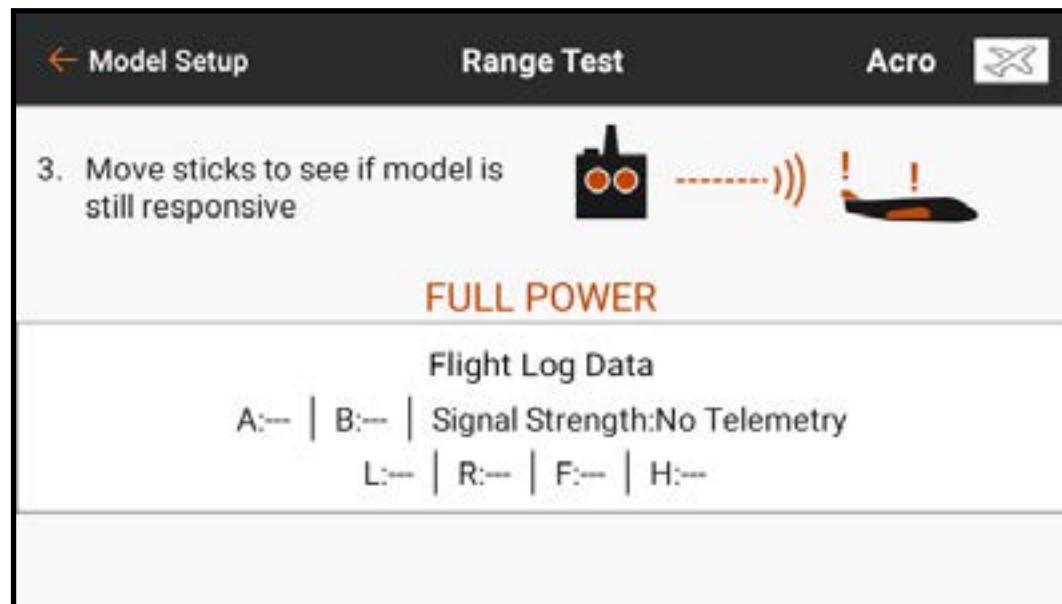 ← Model Setup Range Test Acro
3. Move sticks to see if model is
still responsive
FULL POWER
Flight Log Data
A:--- | B:--- | Signal Strength:No Telemetry
L:--- | R:--- | F:--- | H:---